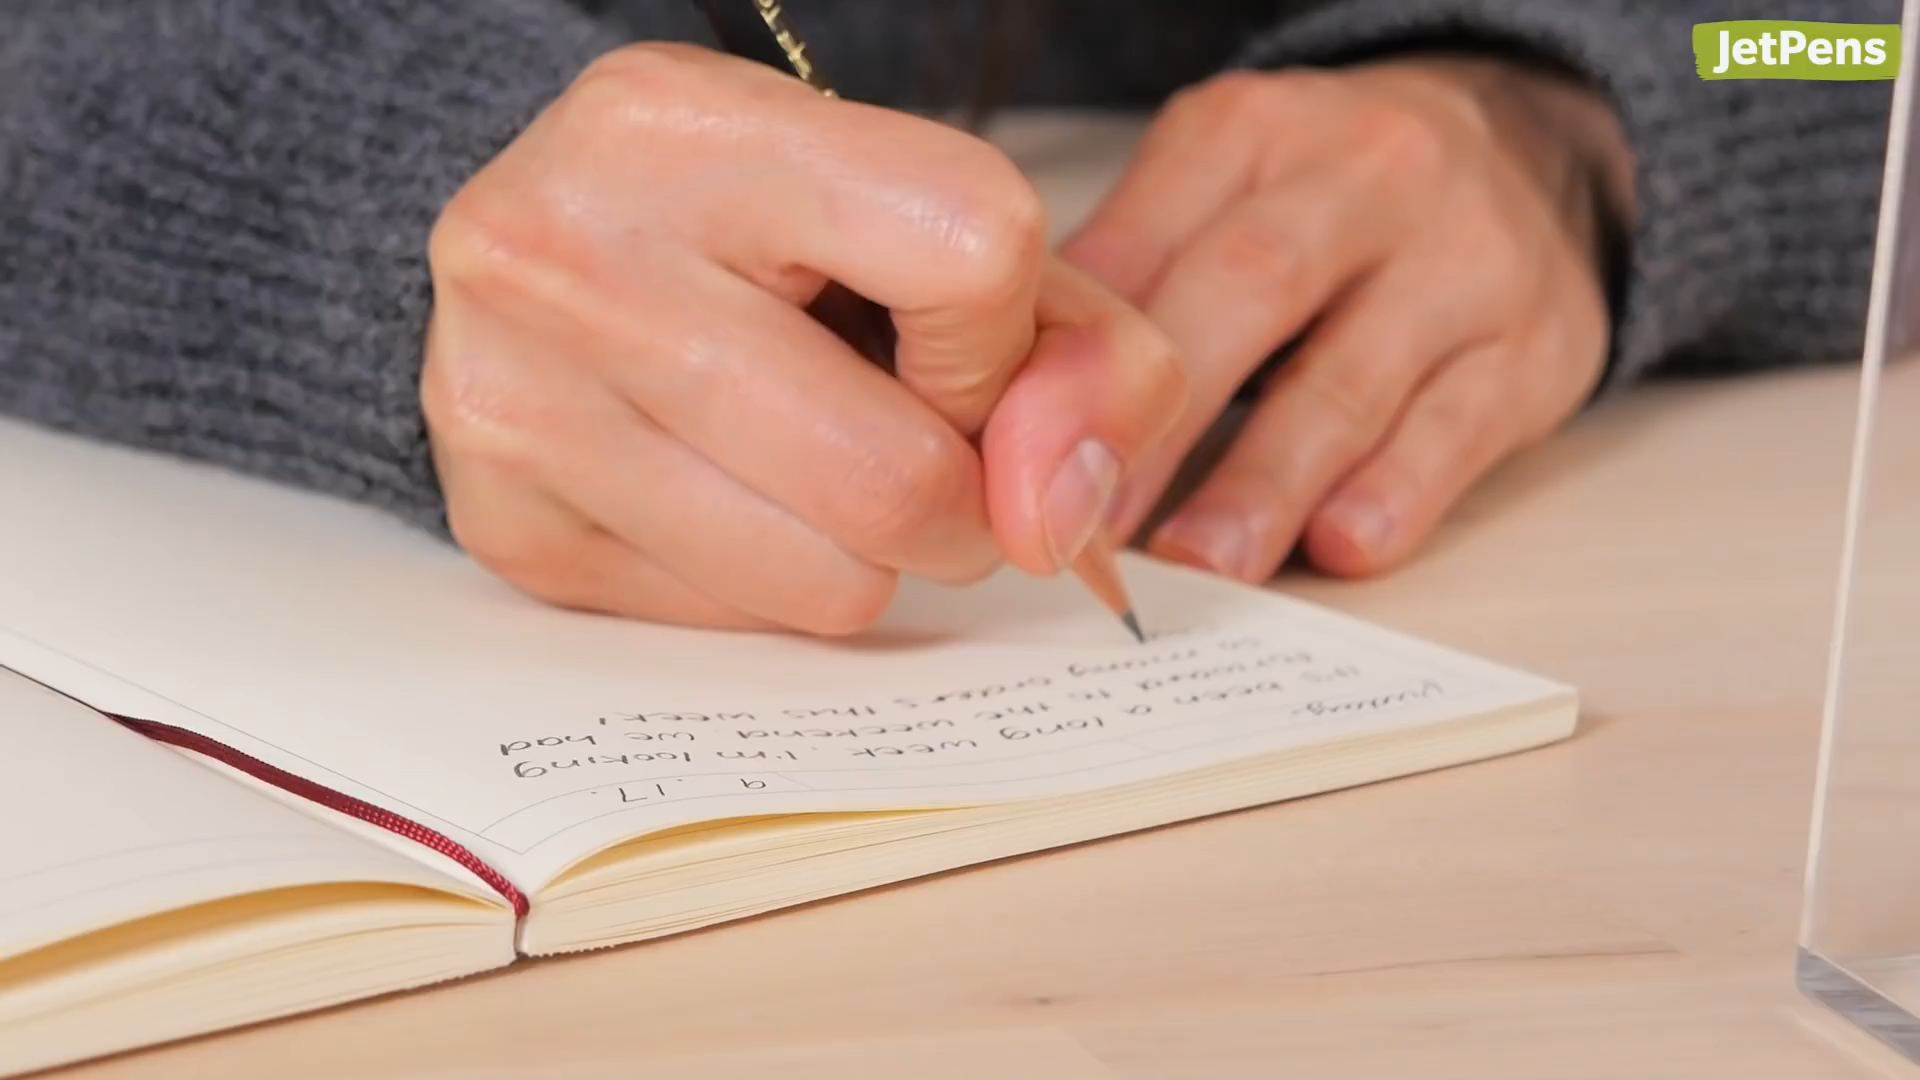 JetPens
9.17.
Friday.
It's been a long week. I'm looking
forward to the weekend. We had
so many orders this week!